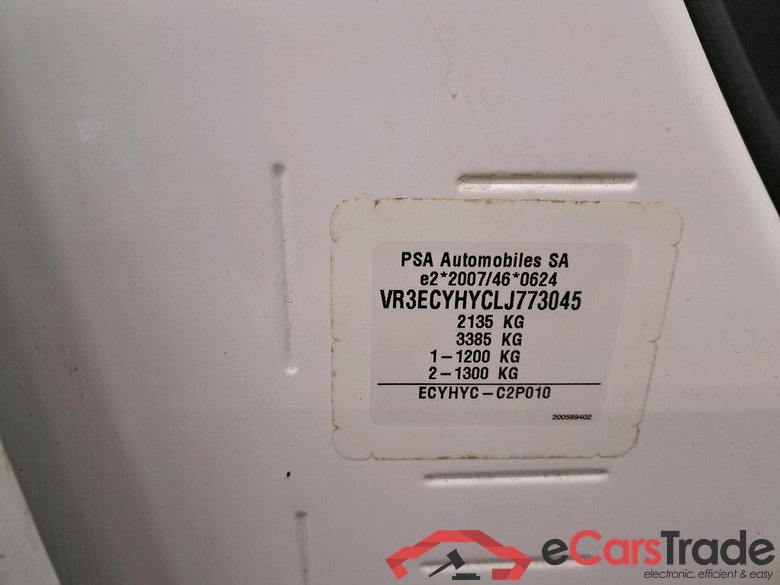 PSA Automobiles SA
e2*2007/46*0624
VR3ECYHYCLJ773045
2135 KG
3385 KG
1-1200 KG
2-1300 KG
ECYHYC-C2P010
200589402
eCarsTrade
electronic, efficient & easy